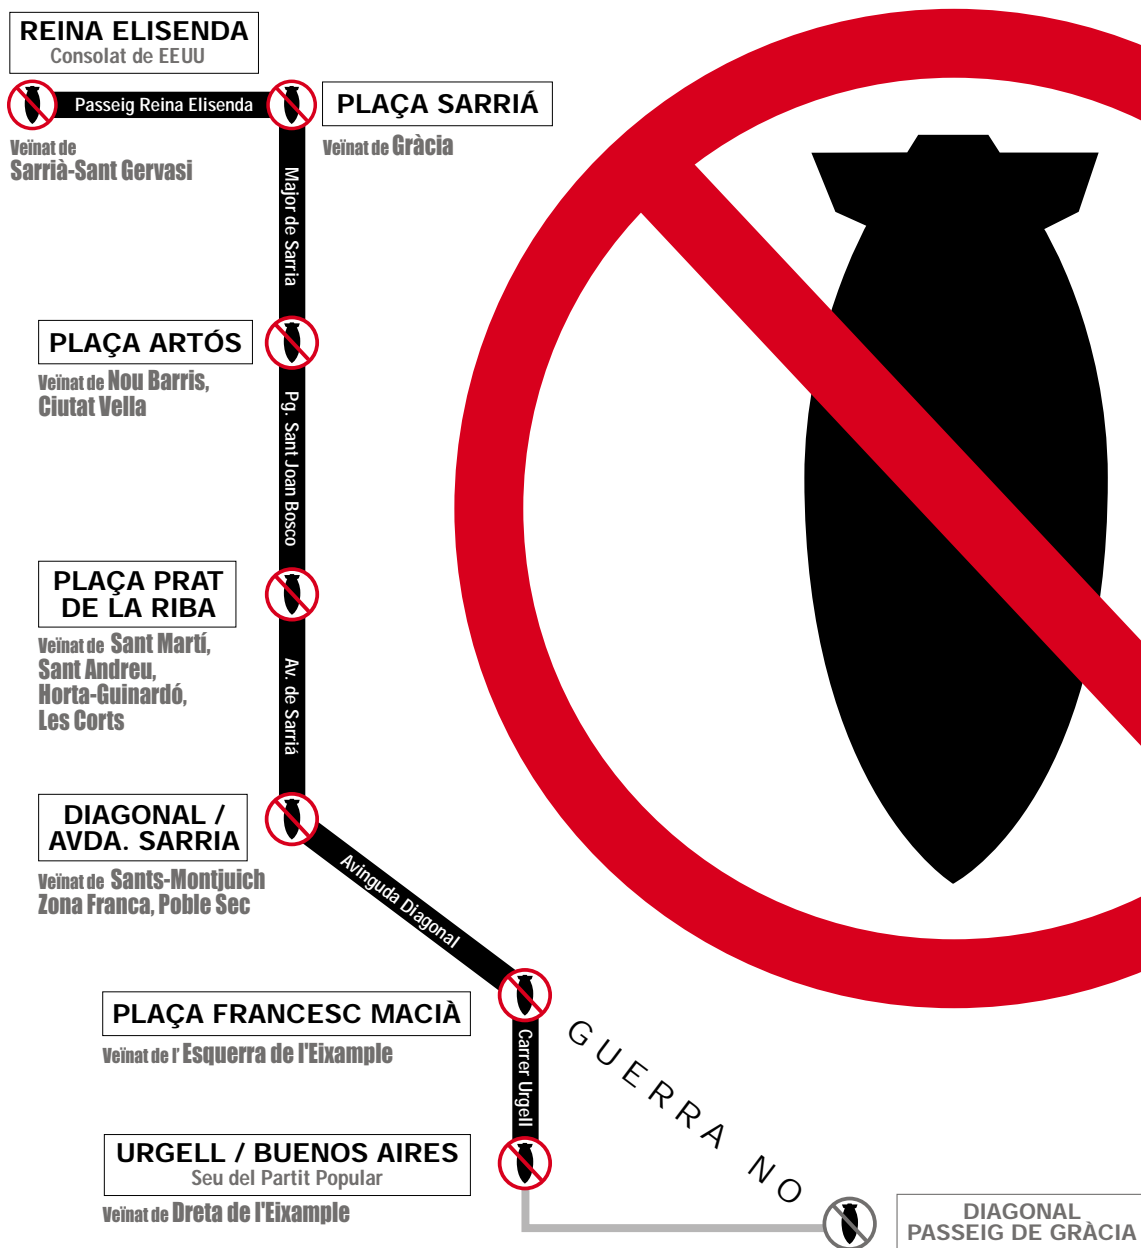 REINA ELISENDA
Consolat de EEUU
Passeig Reina Elisenda
PLAÇA SARRIÁ
Veïnat de
Sarrià-Sant Gervasi
Veïnat de Gràcia
Major de Sarria
PLAÇA ARTÓS
Veïnat de Nou Barris,
Ciutat Vella
Pg. Sant Joan Bosco
PLAÇA PRAT
DE LA RIBA
Veïnat de Sant Martí,
Sant Andreu,
Horta-Guinardó,
Les Corts
Av. de Sarriá
DIAGONAL /
AVDA. SARRIA
Veïnat de Sants-Montjuich
Zona Franca, Poble Sec
Avinguda Diagonal
PLAÇA FRANCESC MACIÀ
Veïnat de l' Esquerra de l'Eixample
Carrer Urgell
GUERRA NO
URGELL / BUENOS AIRES
Seu del Partit Popular
Veïnat de Dreta de l'Eixample
DIAGONAL
PASSEIG DE GRÀCIA